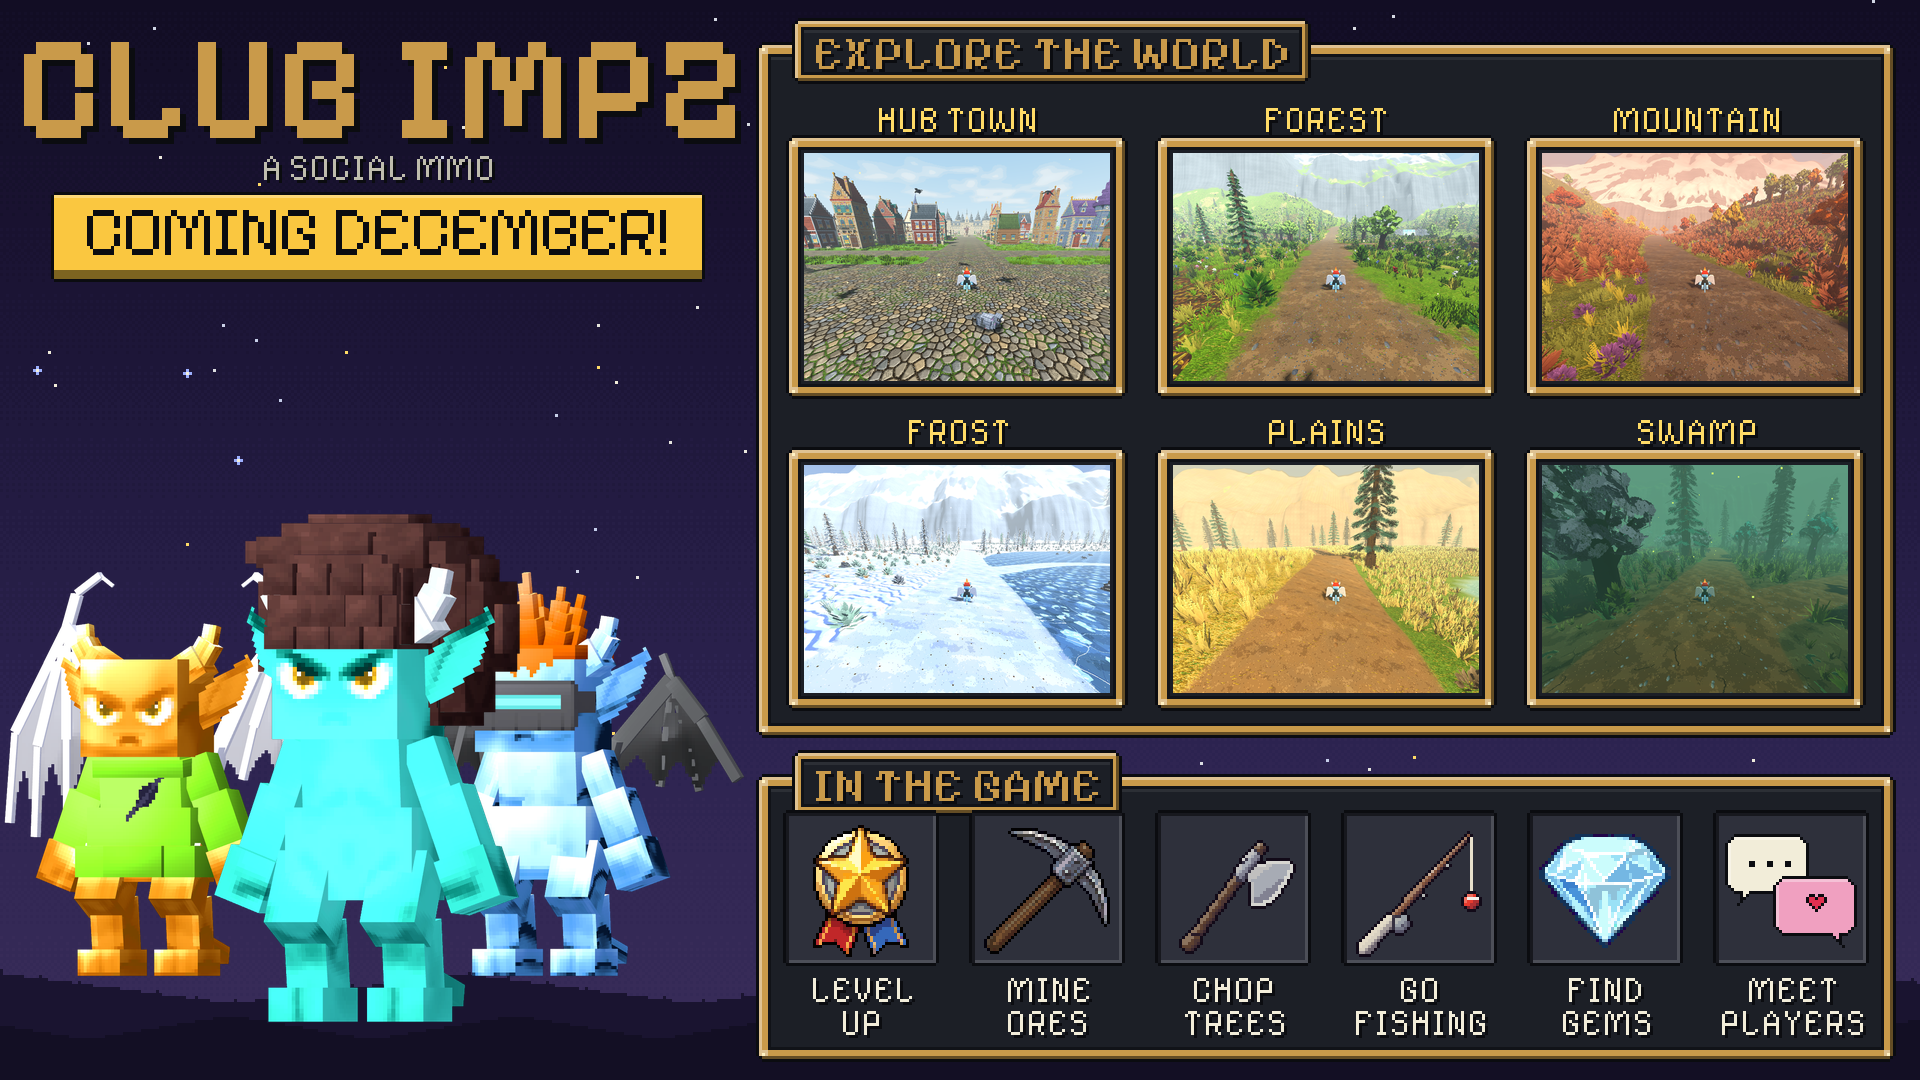 CLUB IMPZ
A SOCIAL MMO
COMING DECEMBER!
EXPLORE THE WORLD
HUB TOWN
FOREST
MOUNTAIN
FROST
PLAINS
SWAMP
IN THE GAME
LEVEL
UP
MINE
ORES
CHOP
TREES
GO
FISHING
FIND
GEMS
MEET
PLAYERS